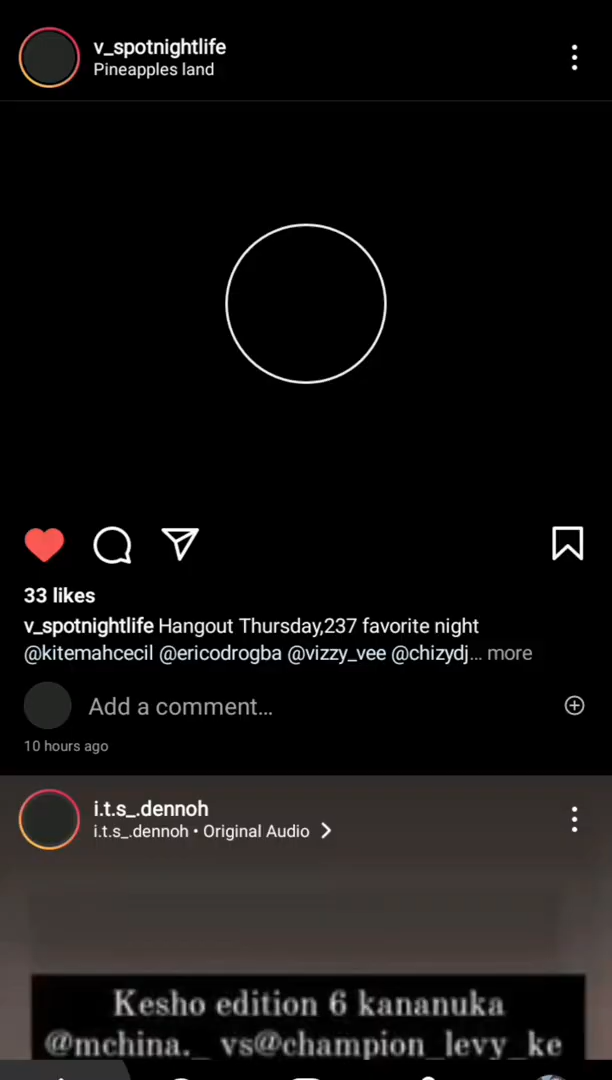 v_spotnightlife
Pineapples land
33 likes
v_spotnightlife Hangout Thursday,237 favorite night
@kitemahcecil @ericodrogba @vizzy_vee @chizydj... more
Add a comment...
10 hours ago
i.t.s_.dennoh
i.t.s_.dennoh • Original Audio
Kesho edition 6 kananuka
@mchina._ vs@champion_levy_ke